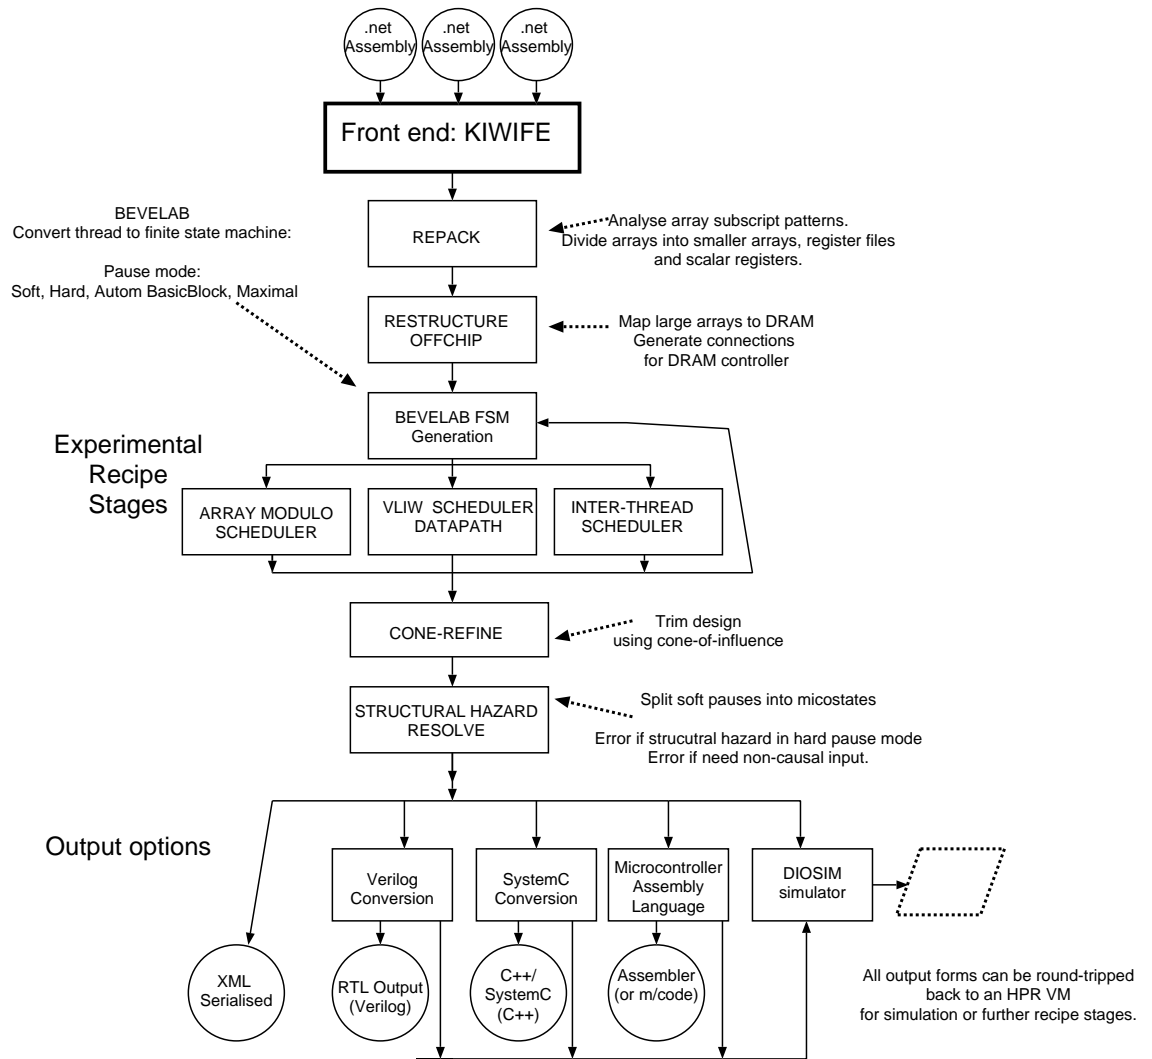 .net
Assembly
.net
Assembly
.net
Assembly
Front end: KIWIFE
BEVELAB
Convert thread to finite state machine:
Pause mode:
Soft, Hard, Autom BasicBlock, Maximal
REPACK
Analyse array subscript patterns.
Divide arrays into smaller arrays, register files
and scalar registers.
RESTRUCTURE
OFFCHIP
Map large arrays to DRAM
Generate connections
for DRAM controller
BEVELAB FSM
Generation
Experimental
Recipe
Stages
ARRAY MODULO
SCHEDULER
VLIW SCHEDULER
DATAPATH
INTER-THREAD
SCHEDULER
CONE-REFINE
Trim design
using cone-of-influence
STRUCTURAL HAZARD
RESOLVE
Split soft pauses into micostates
Error if strucutral hazard in hard pause mode
Error if need non-causal input.
Output options
Verilog
Conversion
SystemC
Conversion
Microcontroller
Assembly
Language
DIOSIM
simulator
XML
Serialised
RTL Output
(Verilog)
C++/
SystemC
(C++)
Assembler
(or m/code)
All output forms can be round-tripped
back to an HPR VM
for simulation or further recipe stages.